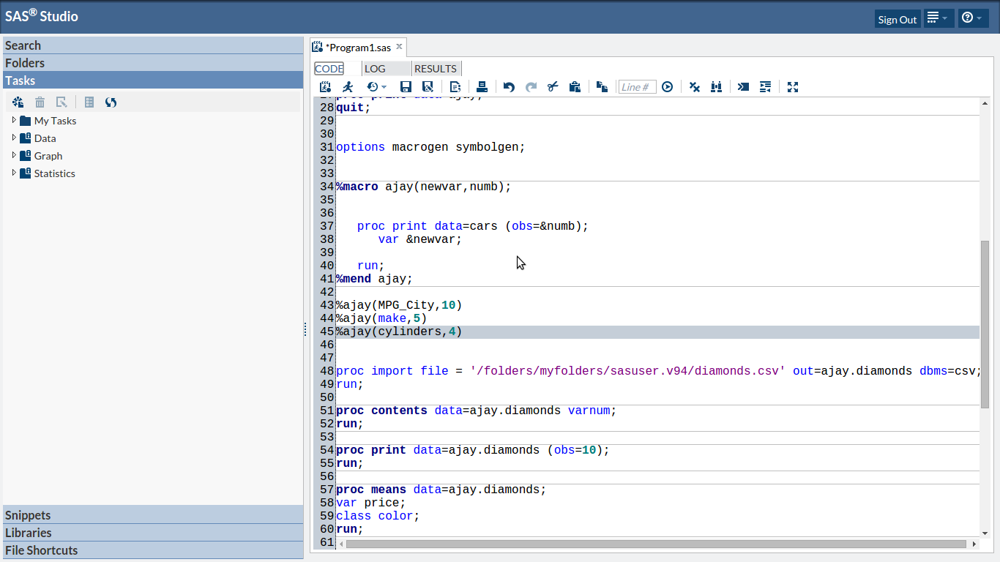 SAS® Studio
Sign Out
Search
Folders
Tasks
My Tasks
Data
Graph
Statistics
Snippets
Libraries
File Shortcuts
*Program1.sas
CODE LOG RESULTS
Line #
28 quit;
29
30
31 options macrogen symbolgen;
32
33
34 %macro ajay(newvar,numb);
35
36
37 proc print data=cars (obs=&numb);
38 var &newvar;
39
40 run;
41 %mend ajay;
42
43 %ajay(MPG_City,10)
44 %ajay(make,5)
45 %ajay(cylinders,4)
46
47
48 proc import file = '/folders/myfolders/sasuser.v94/diamonds.csv' out=ajay.diamonds dbms=csv;
49 run;
50
51 proc contents data=ajay.diamonds varnum;
52 run;
53
54 proc print data=ajay.diamonds (obs=10);
55 run;
56
57 proc means data=ajay.diamonds;
58 var price;
59 class color;
60 run;
61